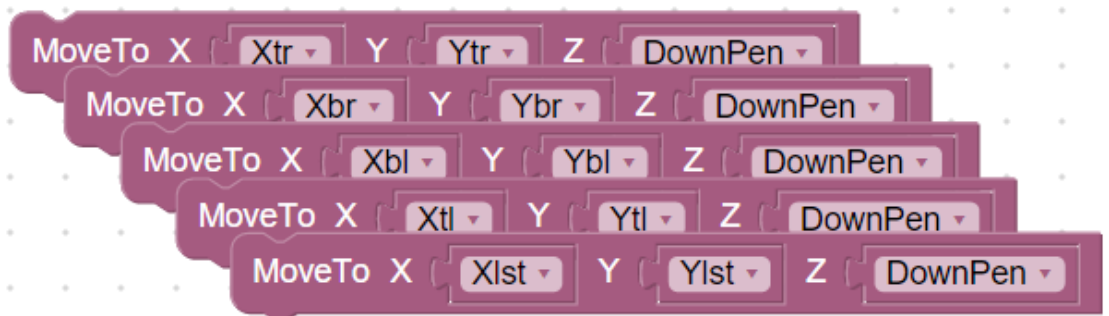 MoveTo X Xtr Y Ytr Z DownPen
MoveTo X Xbr Y Ybr Z DownPen
MoveTo X Xbl Y Ybl Z DownPen
MoveTo X Xtl Y Ytl Z DownPen
MoveTo X Xlst Y Ylst Z DownPen